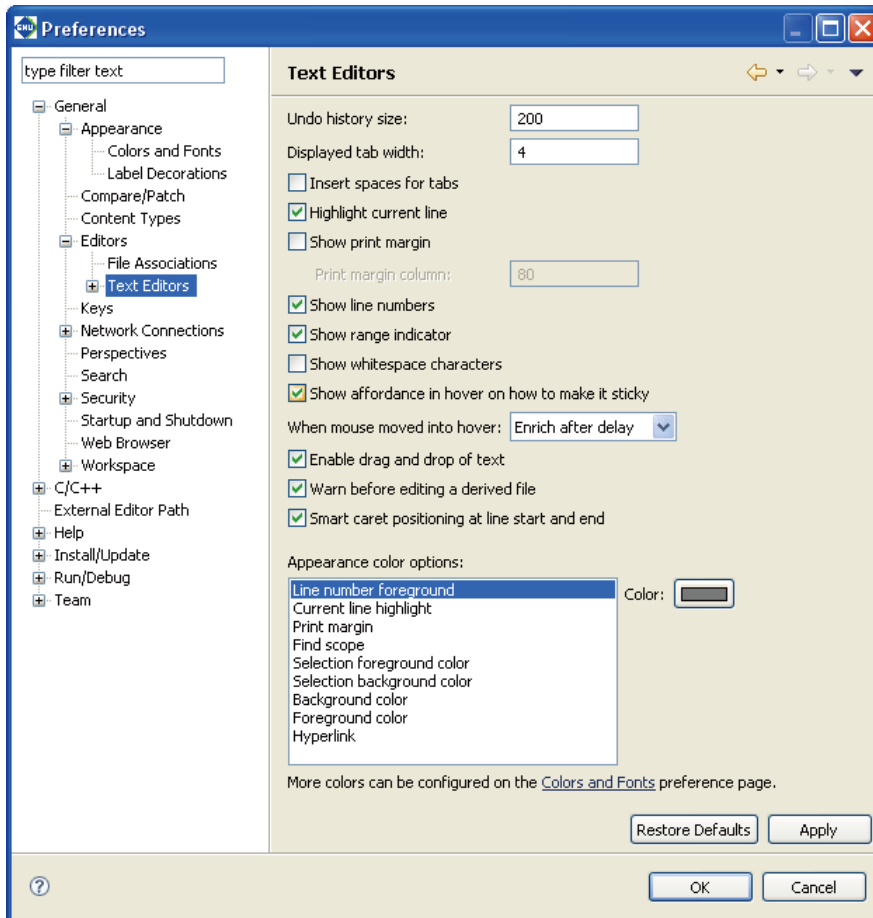 GNU Preferences
type filter text
General
Appearance
Colors and Fonts
Label Decorations
Compare/Patch
Content Types
Editors
File Associations
Text Editors
Keys
Network Connections
Perspectives
Search
Security
Startup and Shutdown
Web Browser
Workspace
C/C++
External Editor Path
Help
Install/Update
Run/Debug
Team
Text Editors
Undo history size: 200
Displayed tab width: 4
Insert spaces for tabs
Highlight current line
Show print margin
Print margin column: 80
Show line numbers
Show range indicator
Show whitespace characters
Show affordance in hover on how to make it sticky
When mouse moved into hover: Enrich after delay
Enable drag and drop of text
Warn before editing a derived file
Smart caret positioning at line start and end
Appearance color options:
Line number foreground
Current line highlight
Print margin
Find scope
Selection foreground color
Selection background color
Background color
Foreground color
Hyperlink
Color:
More colors can be configured on the Colors and Fonts preference page.
Restore Defaults Apply
? OK Cancel